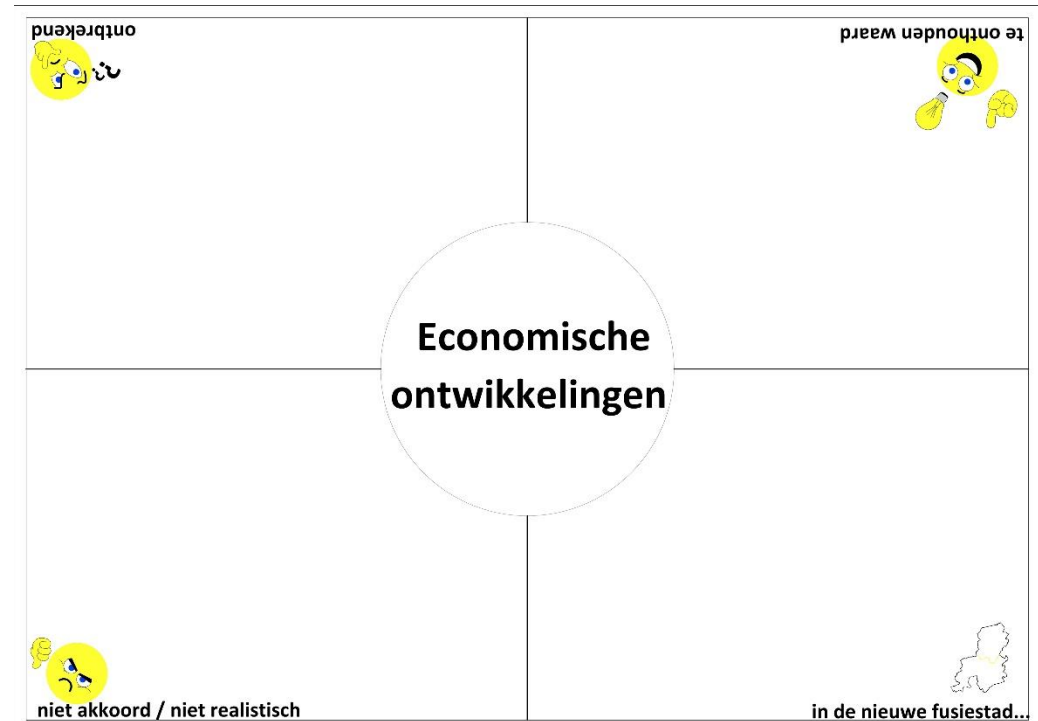 ontbrekend
te onthouden waard
??
Economische
ontwikkelingen
niet akkoord / niet realistisch
in de nieuwe fusiestad...